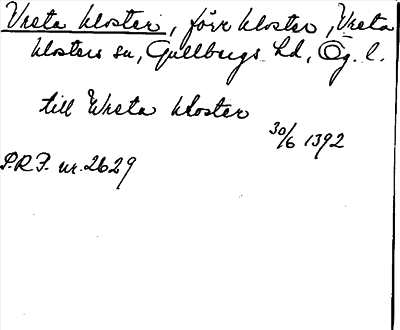 Vreta kloster, förr kloster, Vreta
klosters sn, Gullbergs hd, Ög. l.
till Wreta kloster
30/6 1392
P.R.P. nr. 2629